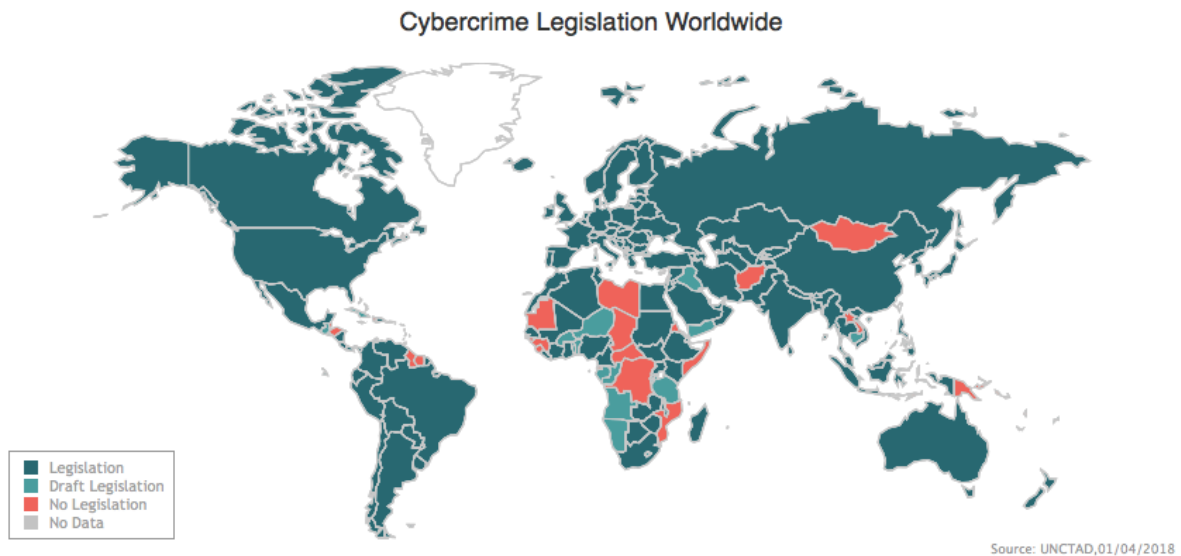 Cybercrime Legislation Worldwide
Legislation
Draft Legislation
No Legislation
No Data
Source: UNCTAD,01/04/2018